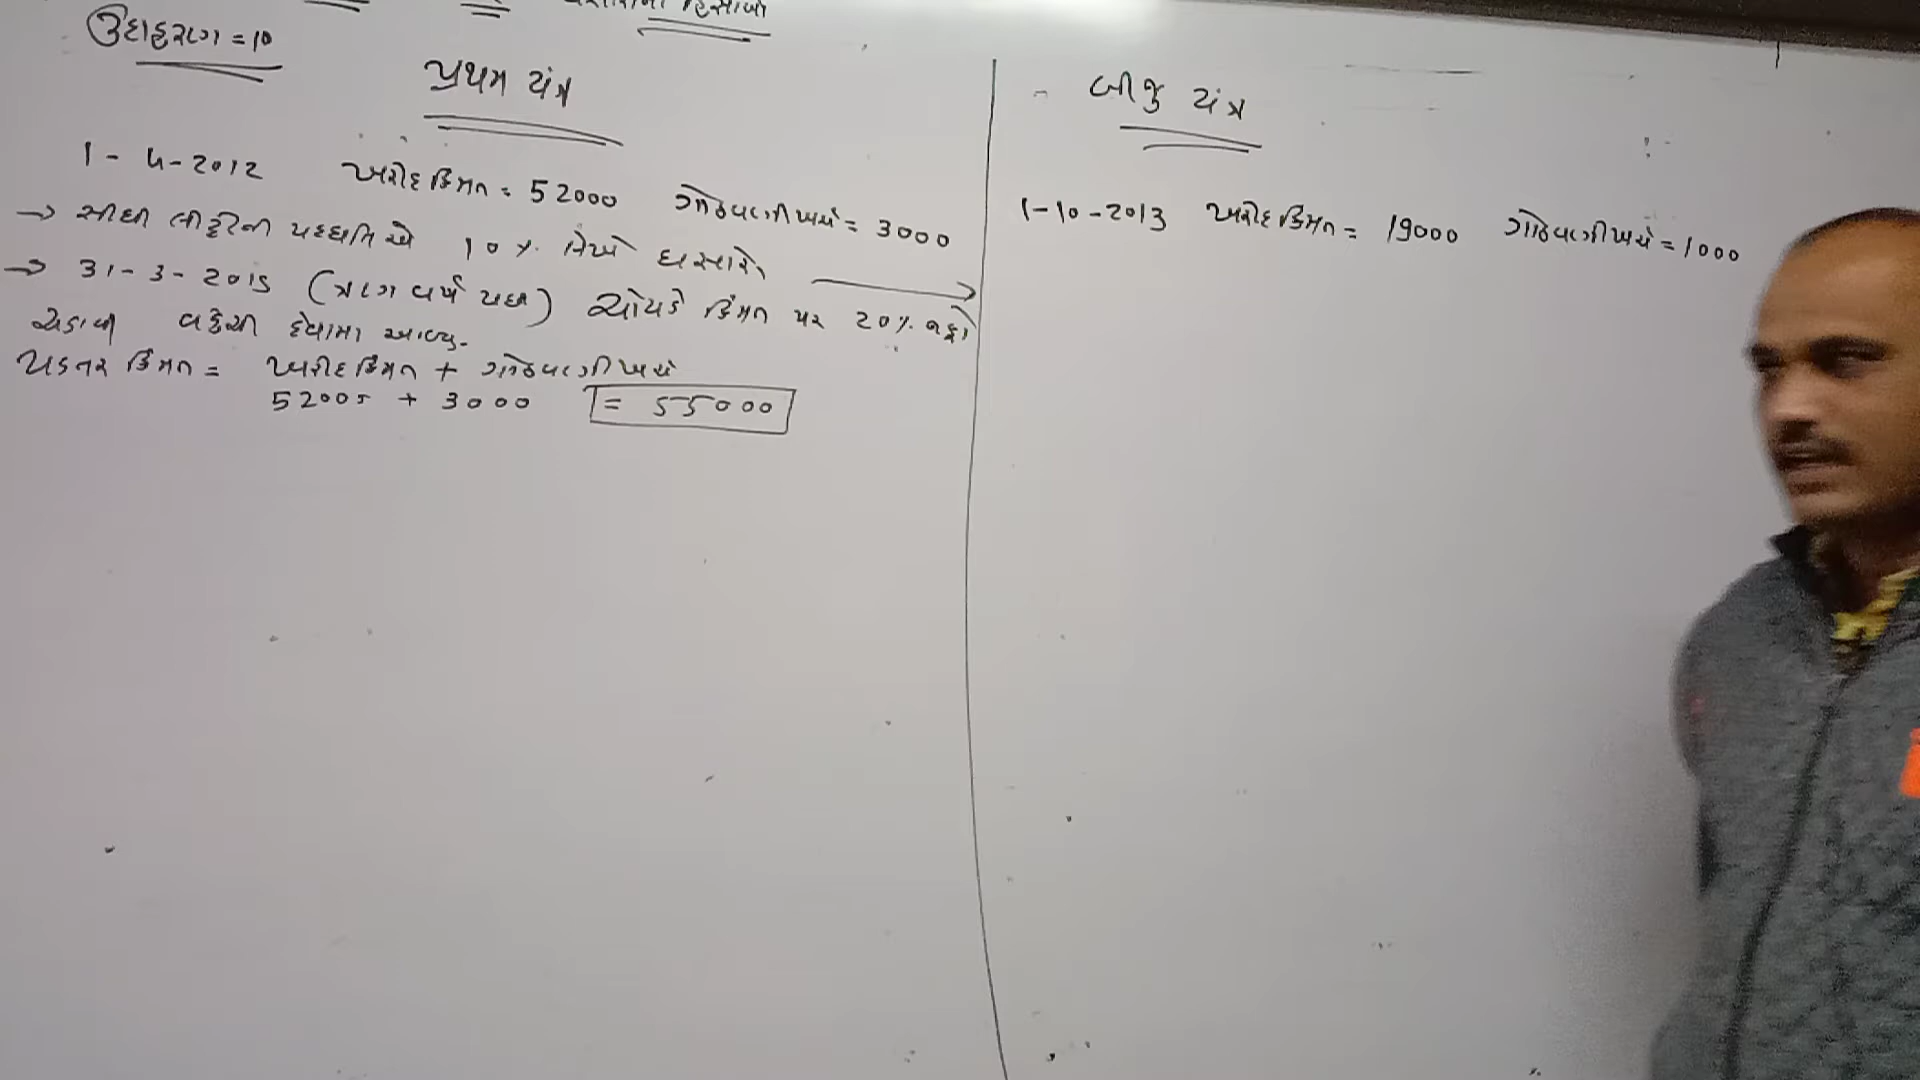 હિસાબો
ઉદાહરણ = 10
પ્રથમ યંત્ર
1 - 4 - 2012 ખરીદ કિંમત = 52000 ગોઠવણી ખર્ચ = 3000
→ સીધી લીટીની પદ્ધતિ એ 10 % લેખે ઘસારો
→ 31 - 3 - 2015 (ત્રણ વર્ષ પછી) ચોપડે કિંમત પર 20 % નફો
ચડાવી વહેચી દેવામાં આવ્યુ.
પડતર કિંમત = ખરીદ કિંમત + ગોઠવણી ખર્ચ
52000 + 3000 = 55000
બીજુ યંત્ર
1 - 10 - 2013 ખરીદ કિંમત = 19000 ગોઠવણી ખર્ચ = 1000